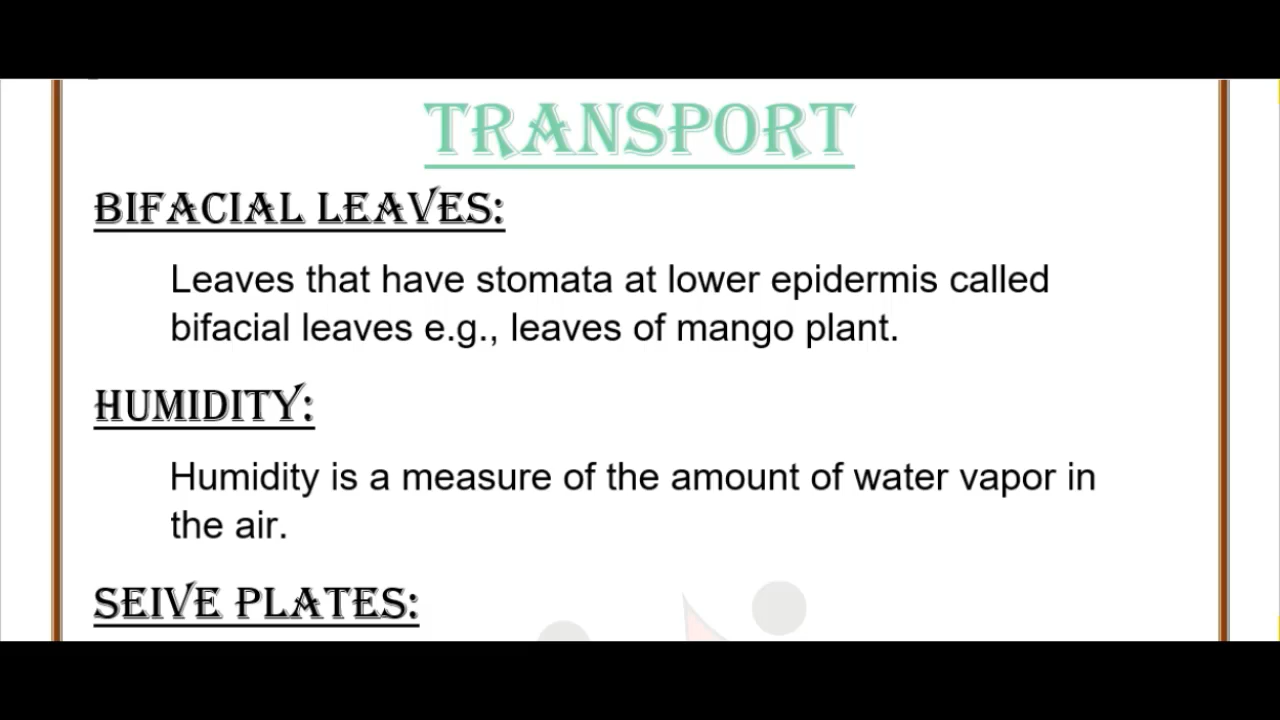 TRANSPORT
BIFACIAL LEAVES:
Leaves that have stomata at lower epidermis called
bifacial leaves e.g., leaves of mango plant.
HUMIDITY:
Humidity is a measure of the amount of water vapor in
the air.
SEIVE PLATES: